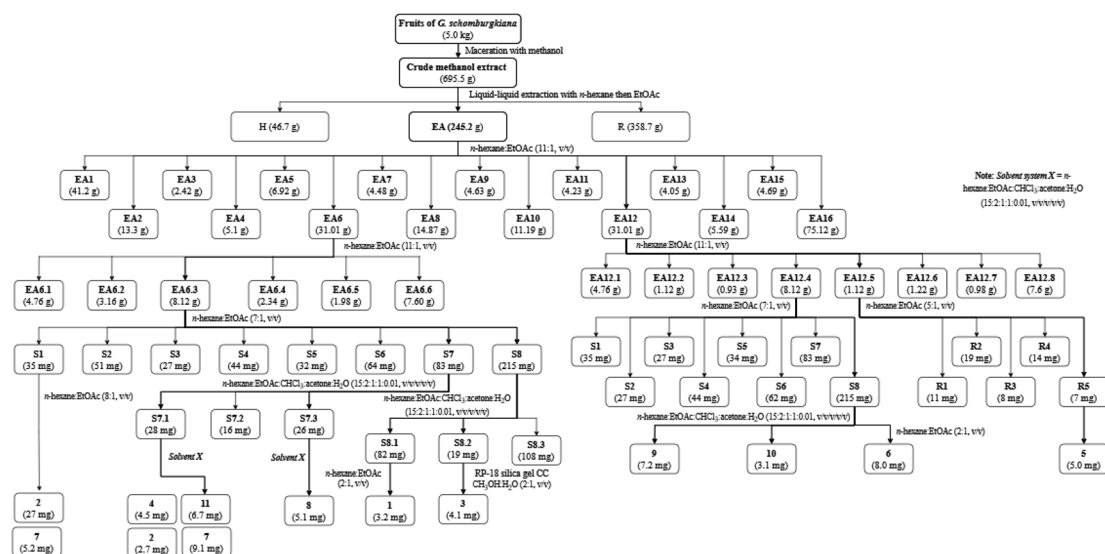 Fruits of G. schomburgkiana
(5.0 kg)
Maceration with methanol
Crude methanol extract
(695.5 g)
Liquid-liquid extraction with n-hexane then EtOAc
H (46.7 g)
EA (245.2 g)
R (358.7 g)
n-hexane:EtOAc (11:1, v/v)
EA1
(41.2 g)
EA3
(2.42 g)
EA5
(6.92 g)
EA7
(4.48 g)
EA9
(4.63 g)
EA11
(4.23 g)
EA13
(4.05 g)
EA15
(4.69 g)
Note: Solvent system X = n-
hexane:EtOAc:CHCl3:acetone:H2O
(15:2:1:1:0.01, v/v/v/v/v)
EA2
(13.3 g)
EA4
(5.1 g)
EA6
(31.01 g)
EA8
(14.87 g)
EA10
(11.19 g)
EA12
(31.01 g)
EA14
(5.59 g)
EA16
(75.12 g)
n-hexane:EtOAc (11:1, v/v)
n-hexane:EtOAc (11:1, v/v)
EA6.1
(4.76 g)
EA6.2
(3.16 g)
EA6.3
(8.12 g)
EA6.4
(2.34 g)
EA6.5
(1.98 g)
EA6.6
(7.60 g)
EA12.1
(4.76 g)
EA12.2
(1.12 g)
EA12.3
(0.93 g)
EA12.4
(8.12 g)
EA12.5
(1.12 g)
EA12.6
(1.22 g)
EA12.7
(0.98 g)
EA12.8
(7.6 g)
n-hexane:EtOAc (7:1, v/v)
n-hexane:EtOAc (7:1, v/v)
n-hexane:EtOAc (5:1, v/v)
S1
(35 mg)
S2
(51 mg)
S3
(27 mg)
S4
(44 mg)
S5
(32 mg)
S6
(64 mg)
S7
(83 mg)
S8
(215 mg)
S1
(35 mg)
S3
(27 mg)
S5
(34 mg)
S7
(83 mg)
R2
(19 mg)
R4
(14 mg)
S2
(27 mg)
S4
(44 mg)
S6
(62 mg)
S8
(215 mg)
R1
(11 mg)
R3
(8 mg)
R5
(7 mg)
n-hexane:EtOAc:CHCl3:acetone:H2O (15:2:1:1:0.01, v/v/v/v/v)
n-hexane:EtOAc (8:1, v/v)
n-hexane:EtOAc:CHCl3:acetone:H2O
(15:2:1:1:0.01, v/v/v/v/v)
n-hexane:EtOAc:CHCl3:acetone:H2O (15:2:1:1:0.01, v/v/v/v/v)
n-hexane:EtOAc (2:1, v/v)
S7.1
(28 mg)
S7.2
(16 mg)
S7.3
(26 mg)
S8.1
(82 mg)
S8.2
(19 mg)
S8.3
(108 mg)
9
(7.2 mg)
10
(3.1 mg)
6
(8.0 mg)
5
(5.0 mg)
Solvent X
Solvent X
n-hexane:EtOAc
(2:1, v/v)
RP-18 silica gel CC
CH3OH:H2O (2:1, v/v)
2
(27 mg)
4
(4.5 mg)
11
(6.7 mg)
8
(5.1 mg)
1
(3.2 mg)
3
(4.1 mg)
7
(5.2 mg)
2
(2.7 mg)
7
(9.1 mg)